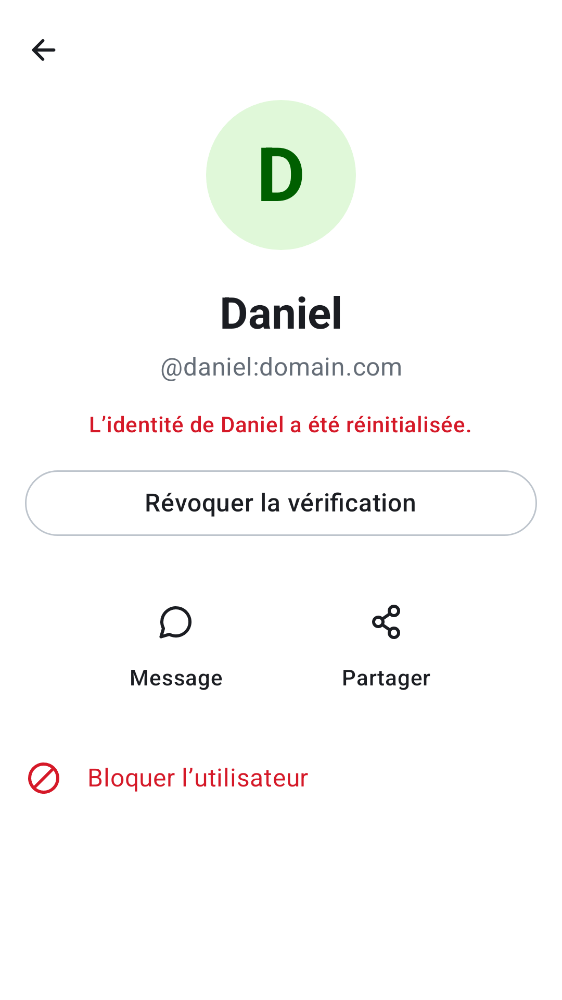 D
Daniel
@daniel:domain.com
L’identité de Daniel a été réinitialisée.
Révoquer la vérification
Message
Partager
Bloquer l’utilisateur